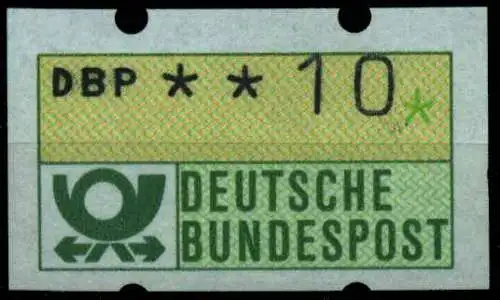 DBP * * 10 *
DEUTSCHE
BUNDESPOST